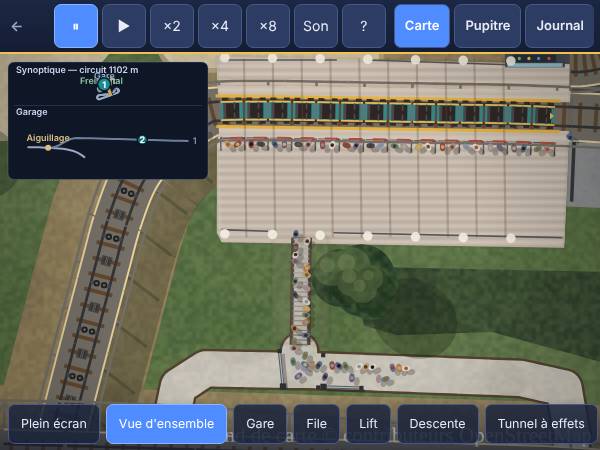 ←
⏸ ▶ ×2 ×4 ×8 Son ? Carte Pupitre Journal
Synoptique — circuit 1102 m
1
Garage
Aiguillage
2
1
Plein écran Vue d'ensemble Gare File Lift Descente Tunnel à effets